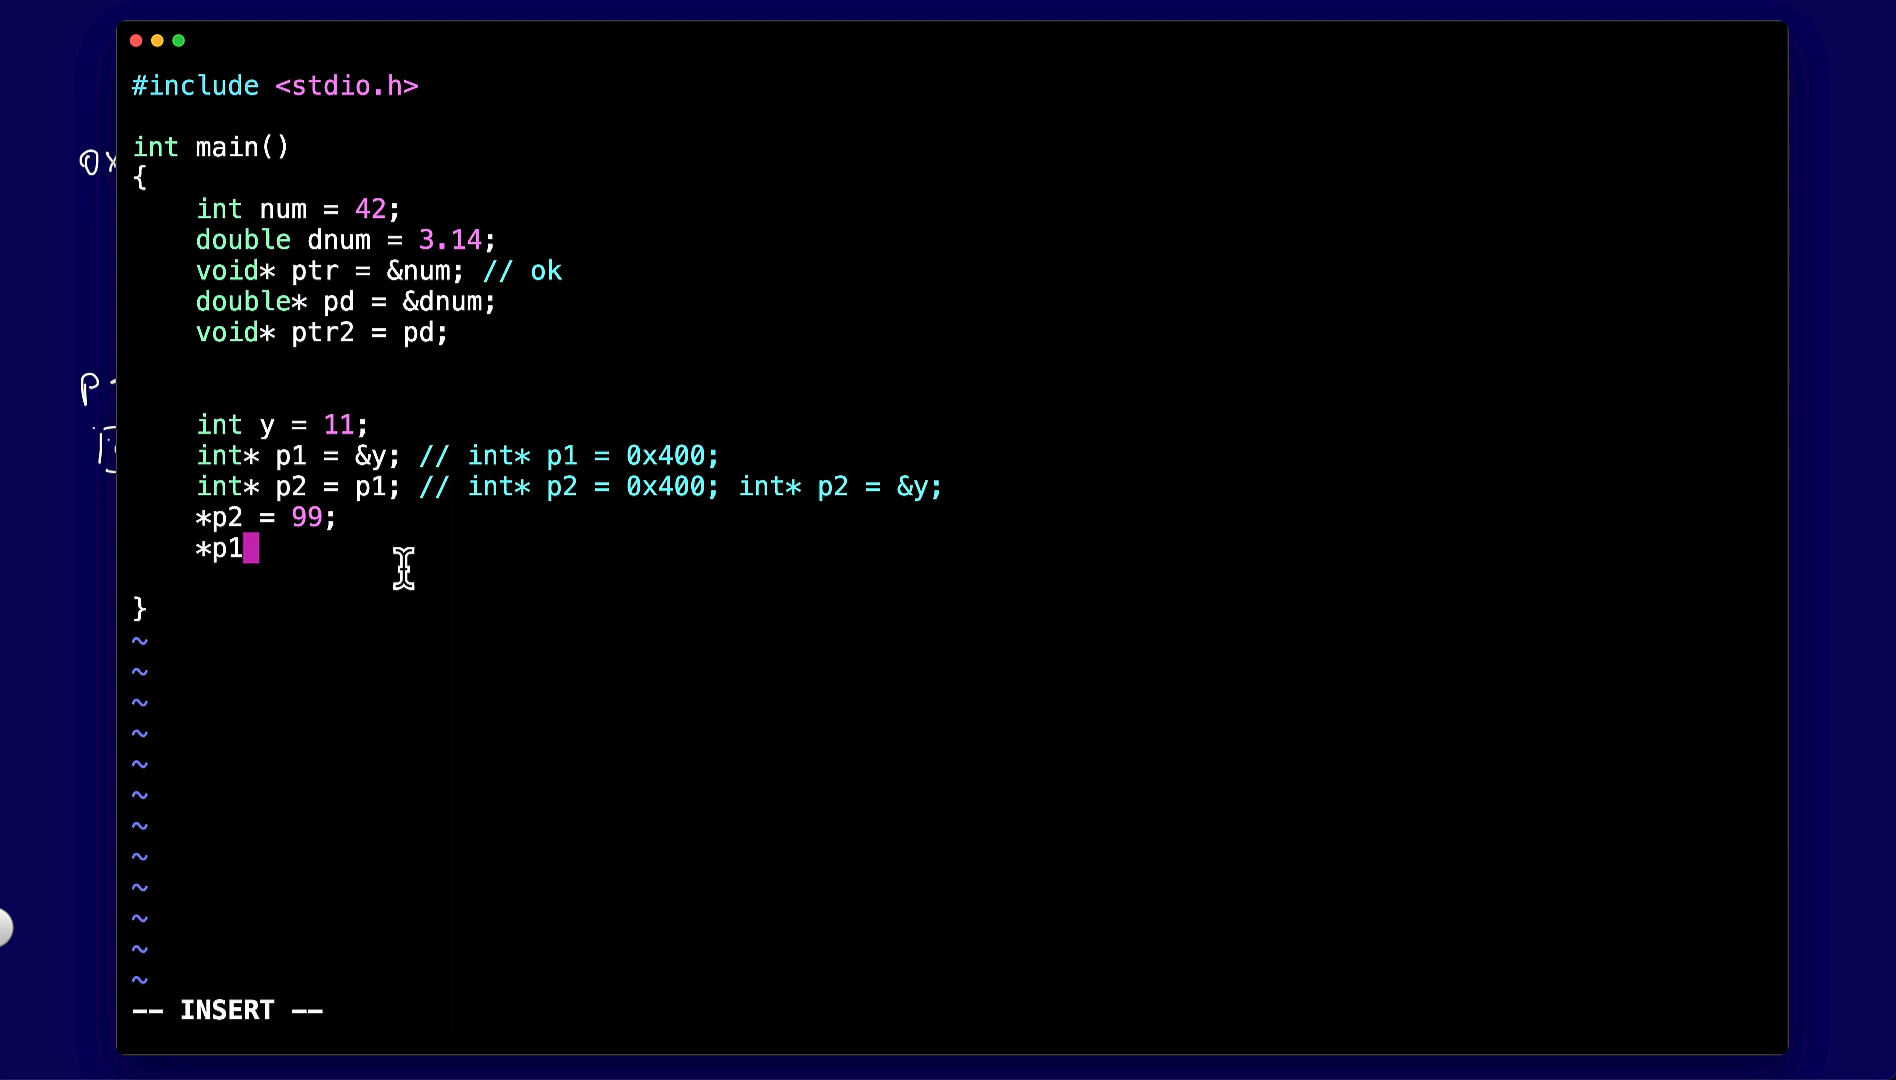 #include <stdio.h>
int main()
{
    int num = 42;
    double dnum = 3.14;
    void* ptr = &num; // ok
    double* pd = &dnum;
    void* ptr2 = pd;
    int y = 11;
    int* p1 = &y; // int* p1 = 0x400;
    int* p2 = p1; // int* p2 = 0x400; int* p2 = &y;
    *p2 = 99;
    *p1
}
~
~
~
~
~
~
~
~
~
~
~
~
-- INSERT --